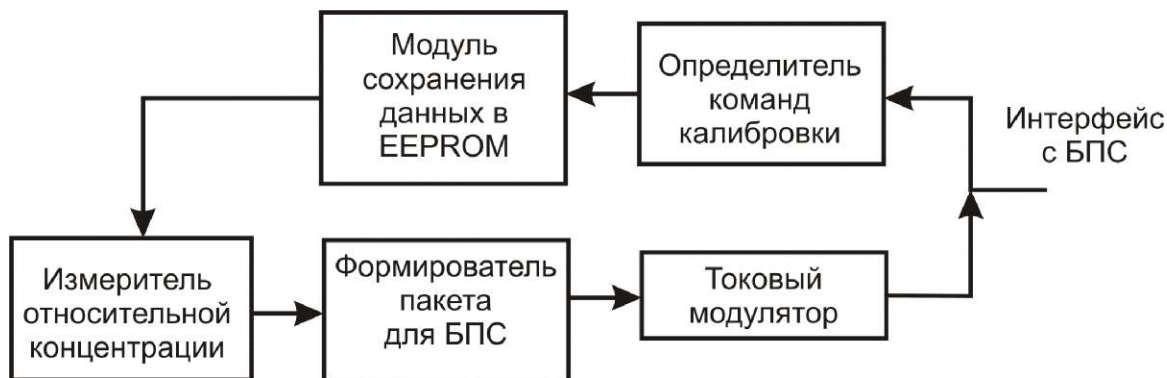 Модуль
сохранения
данных в
EEPROM
Определитель
команд
калибровки
Интерфейс
с БПС
Измеритель
относительной
концентрации
Формирователь
пакета
для БПС
Токовый
модулятор